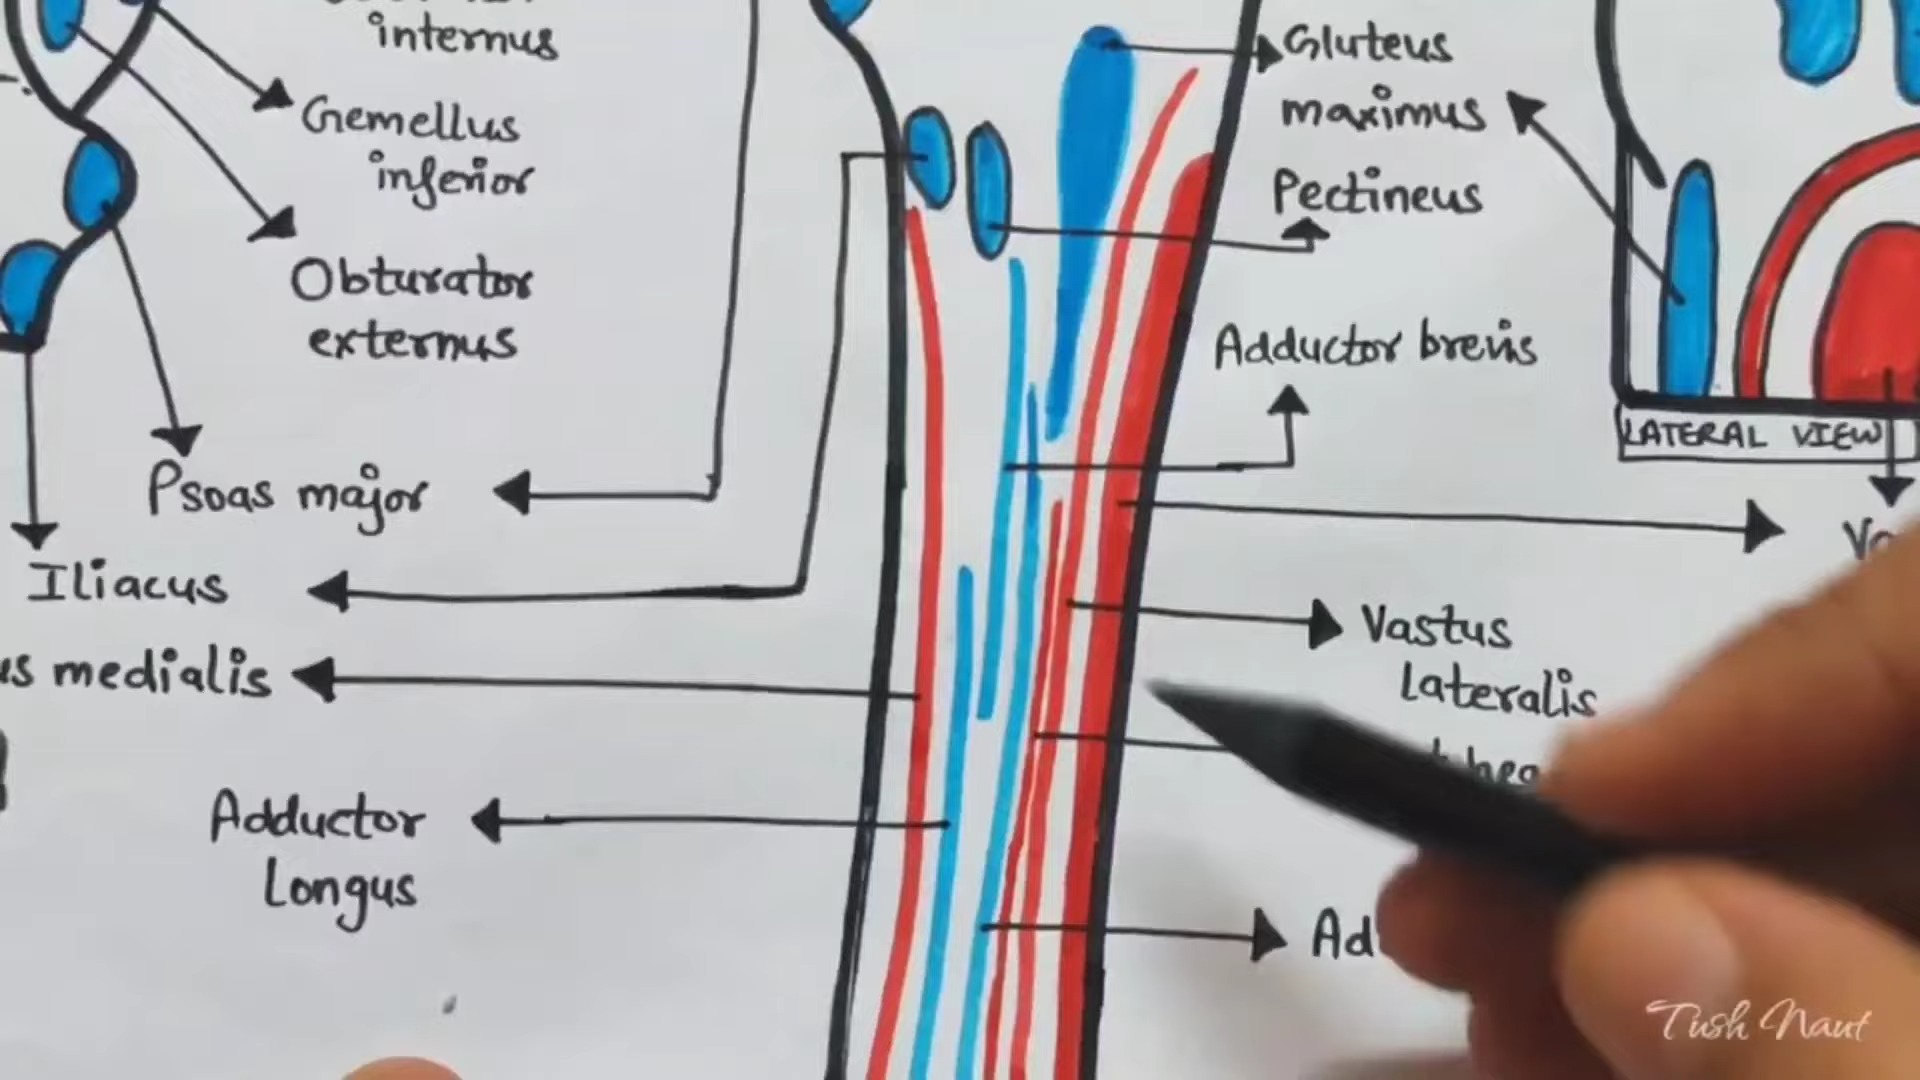 internus
Gemellus
inferior
Obturator
externus
Psoas major
Iliacus
medialis
Adductor
Longus
Gluteus
maximus
Pectineus
Adductor brevis
LATERAL VIEW
Vastus
Lateralis
Tush Naut